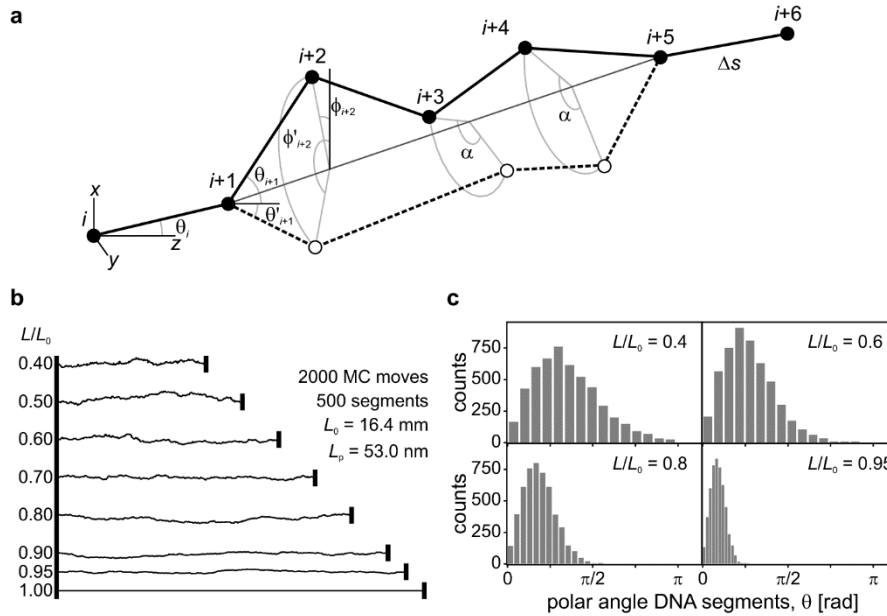 a
i+6
i+5
i+4
i+3
i+2
i+1
i
Δs
ϕi+2
ϕ'i+2
α
α
θi+1
θ'i+1
θi
x
y
z
b
L/L0
0.40
0.50
0.60
0.70
0.80
0.90
0.95
1.00
2000 MC moves
500 segments
L0 = 16.4 mm
Lp = 53.0 nm
c
counts
750
500
250
0
L/L0 = 0.4
L/L0 = 0.6
counts
750
500
250
0
L/L0 = 0.8
L/L0 = 0.95
0 π/2 π 0 π/2 π
polar angle DNA segments, θ [rad]